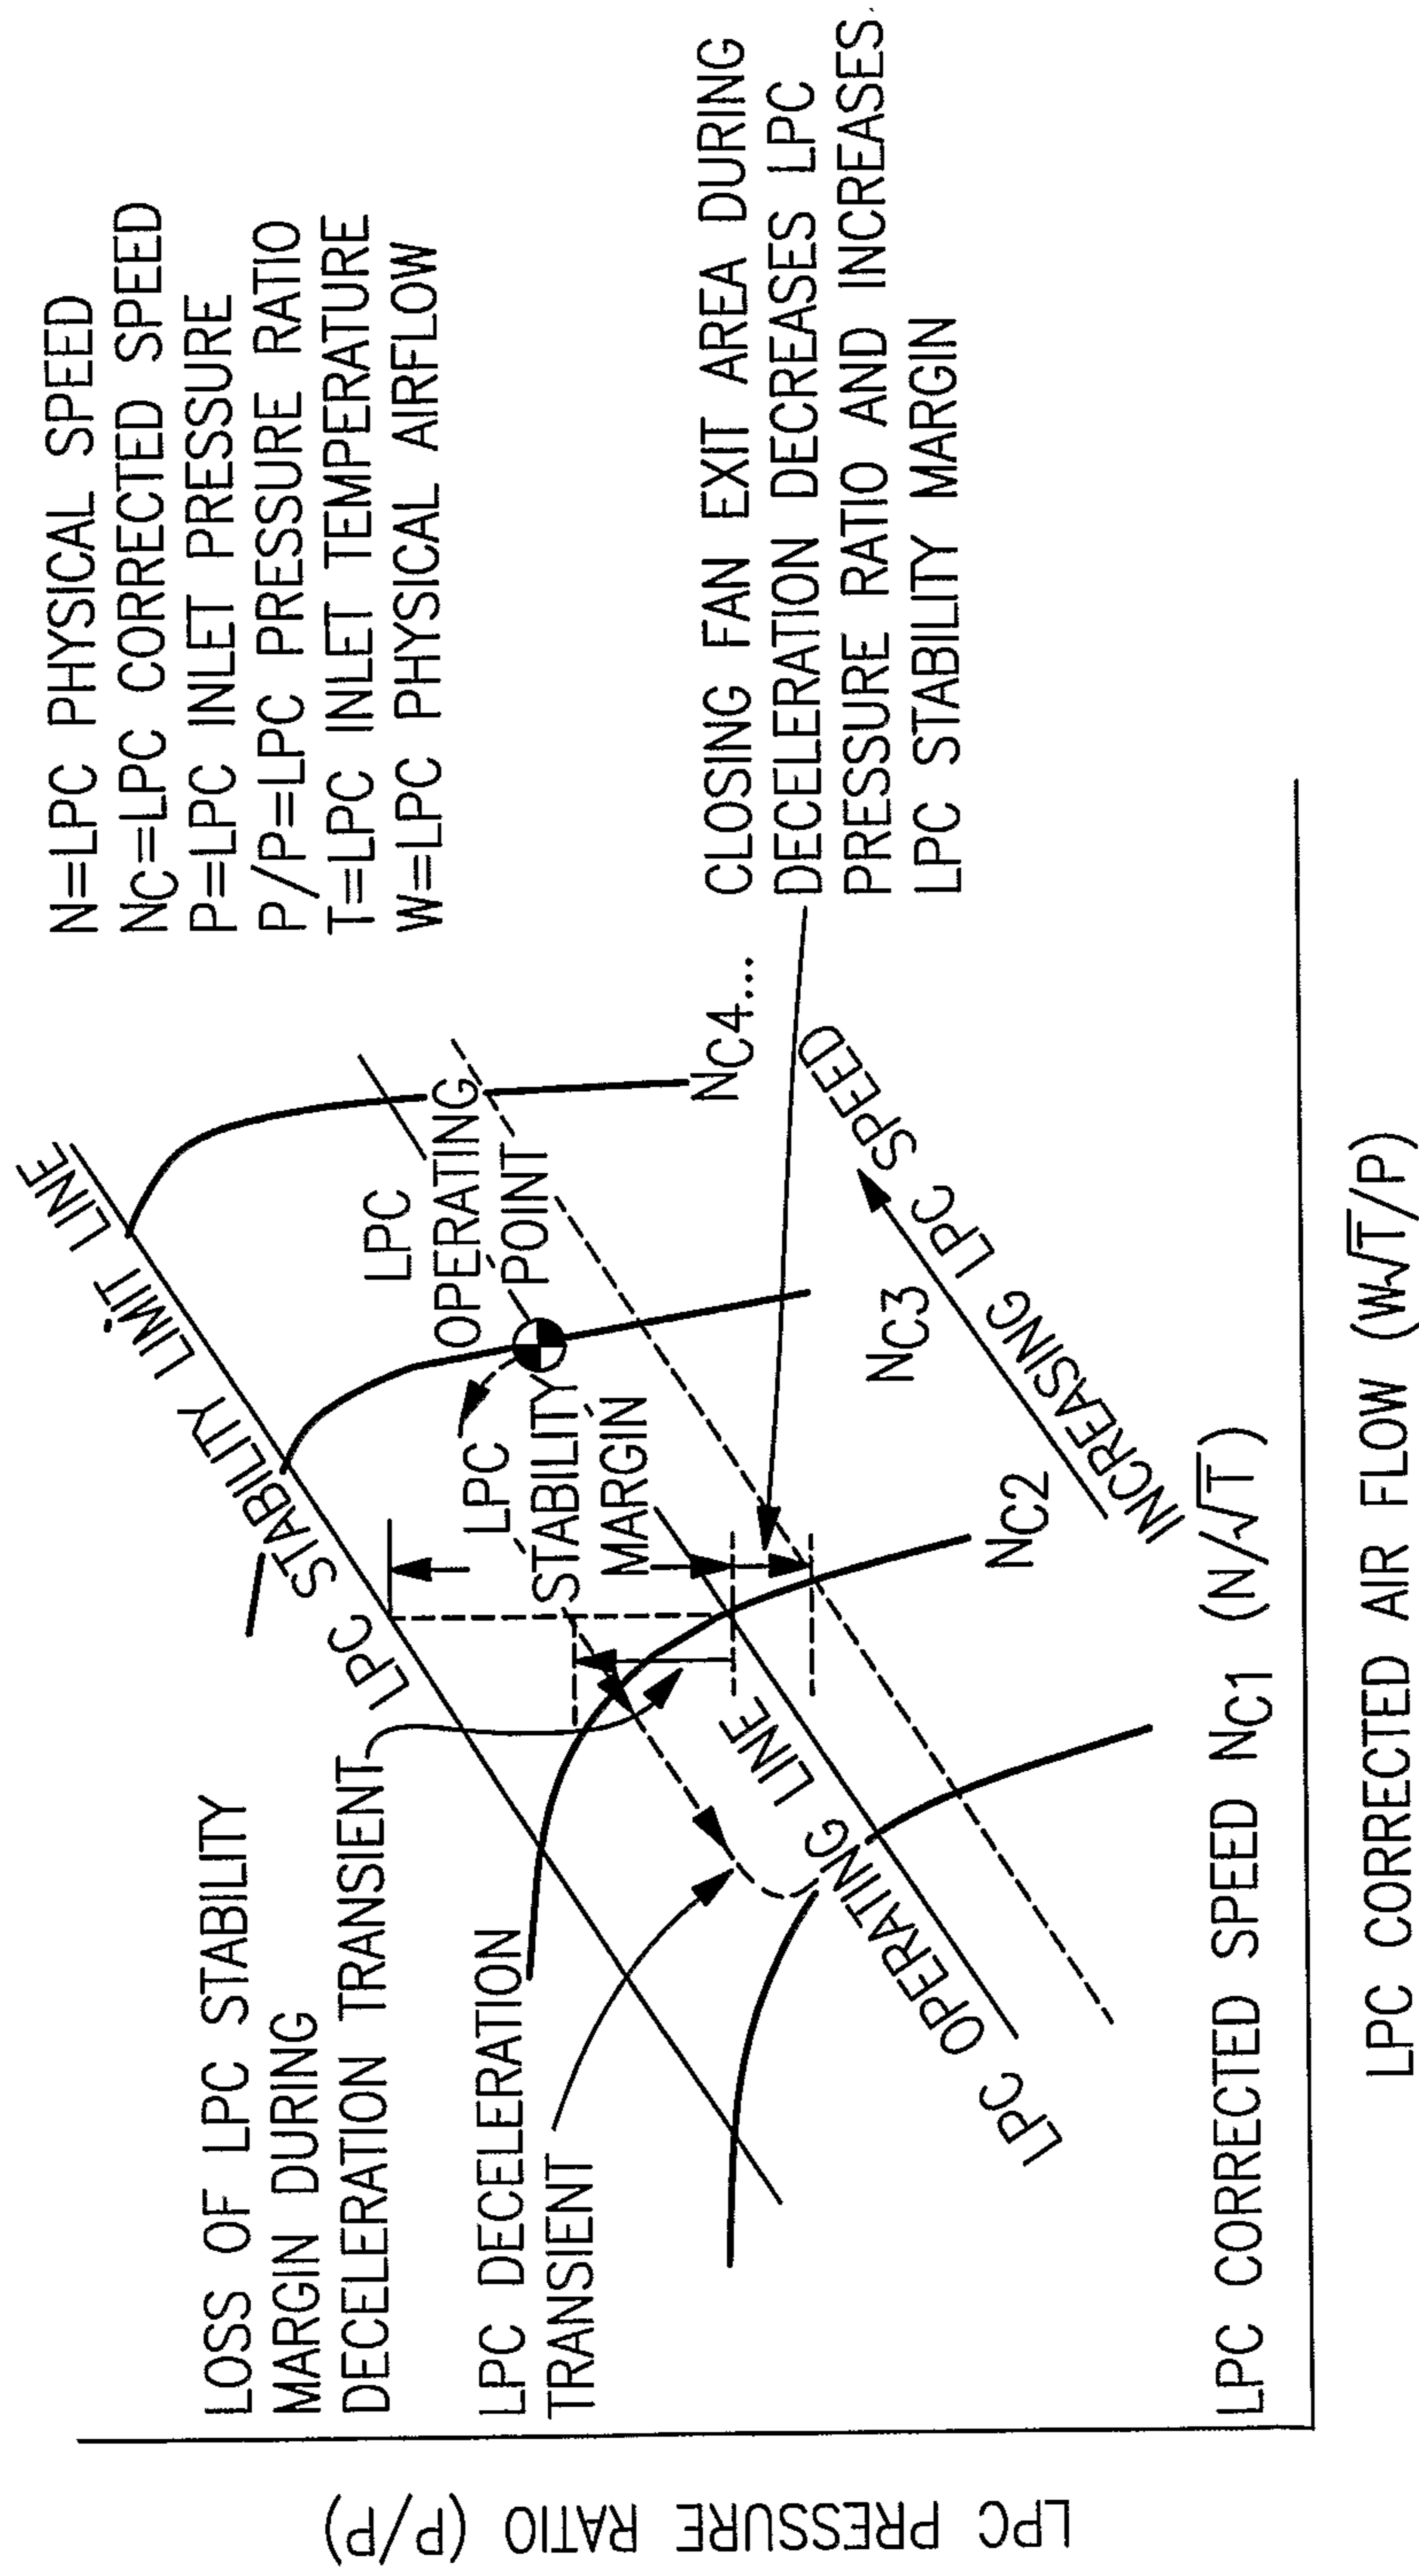 N=LPC PHYSICAL SPEED
NC=LPC CORRECTED SPEED
P=LPC INLET PRESSURE
P/P=LPC PRESSURE RATIO
T=LPC INLET TEMPERATURE
W=LPC PHYSICAL AIRFLOW
LOSS OF LPC STABILITY
MARGIN DURING
DECELERATION TRANSIENT
LPC STABILITY LIMIT LINE
LPC
OPERATING
POINT
LPC DECELERATION
TRANSIENT
LPC
STABILITY
MARGIN
NC4...
CLOSING FAN EXIT AREA DURING
DECELERATION DECREASES LPC
PRESSURE RATIO AND INCREASES
LPC STABILITY MARGIN
LPC OPERATING LINE
NC3
NC2
INCREASING LPC SPEED
LPC CORRECTED SPEED NC1 (N/√T)
LPC PRESSURE RATIO (P/P)
LPC CORRECTED AIR FLOW (W√T/P)